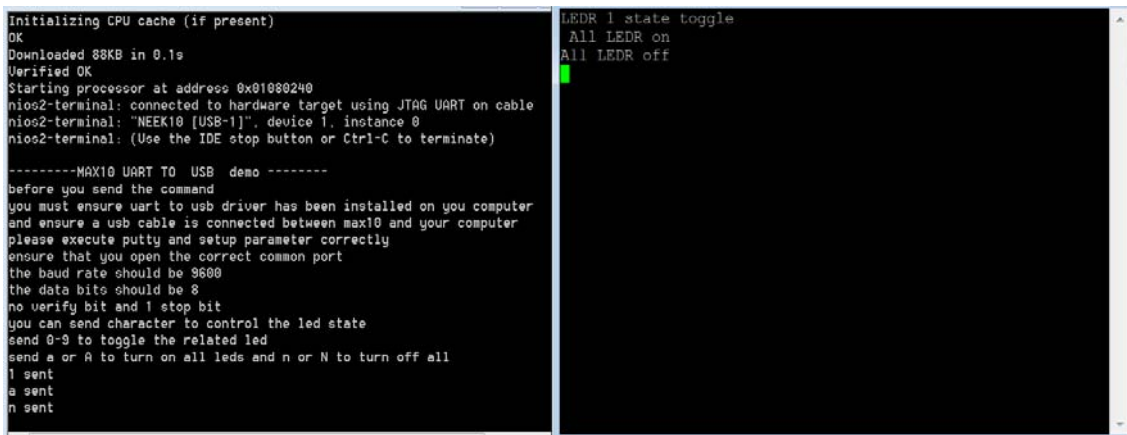 Initializing CPU cache (if present)
OK
Downloaded 88KB in 0.1s
Verified OK
Starting processor at address 0x01080240
nios2-terminal: connected to hardware target using JTAG UART on cable
nios2-terminal: "NEEK10 [USB-1]", device 1, instance 0
nios2-terminal: (Use the IDE stop button or Ctrl-C to terminate)
---------MAX10 UART TO  USB  demo --------
before you send the command
you must ensure uart to usb driver has been installed on you computer
and ensure a usb cable is connected between max10 and your computer
please execute putty and setup parameter correctly
ensure that you open the correct common port
the baud rate should be 9600
the data bits should be 8
no verify bit and 1 stop bit
you can send character to control the led state
send 0-9 to toggle the related led
send a or A to turn on all leds and n or N to turn off all
1 sent
a sent
n sent
LEDR 1 state toggle
All LEDR on
All LEDR off